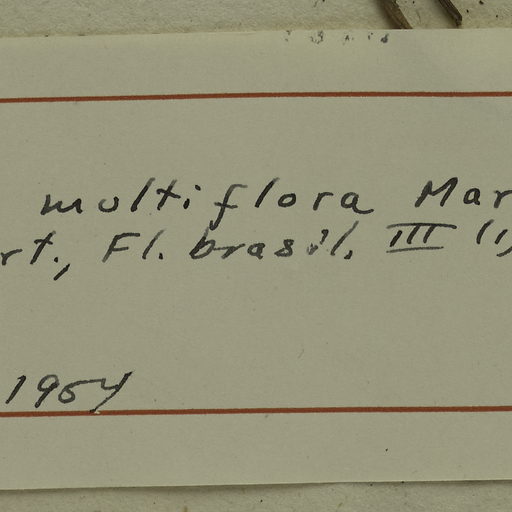 multiflora Mar
rt., Fl. brasil. III (1,
1954